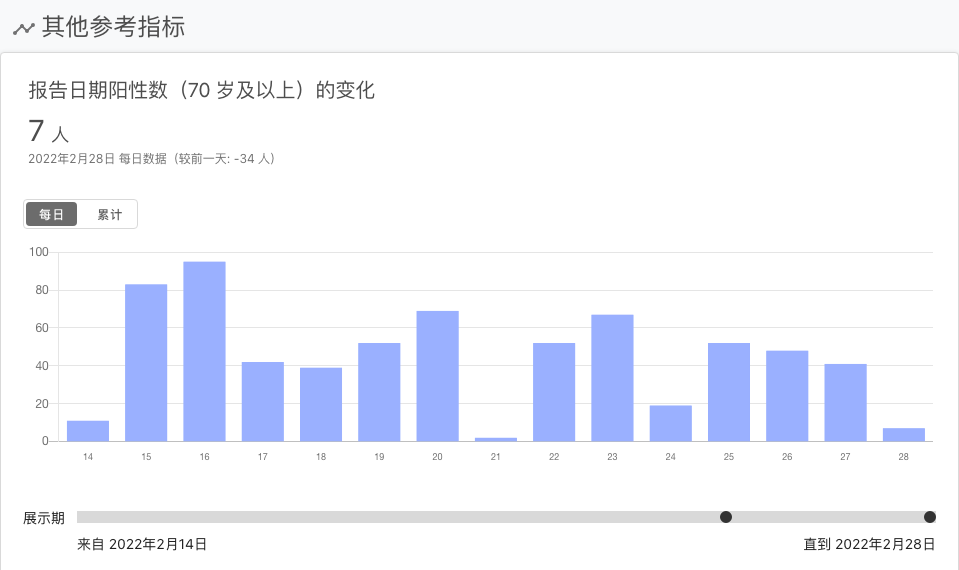 其他参考指标
报告日期阳性数（70 岁及以上）的变化
7 人
2022年2月28日 每日数据（较前一天: -34 人）
每日 累计
100
80
60
40
20
0
14 15 16 17 18 19 20 21 22 23 24 25 26 27 28
展示期
来自 2022年2月14日 直到 2022年2月28日